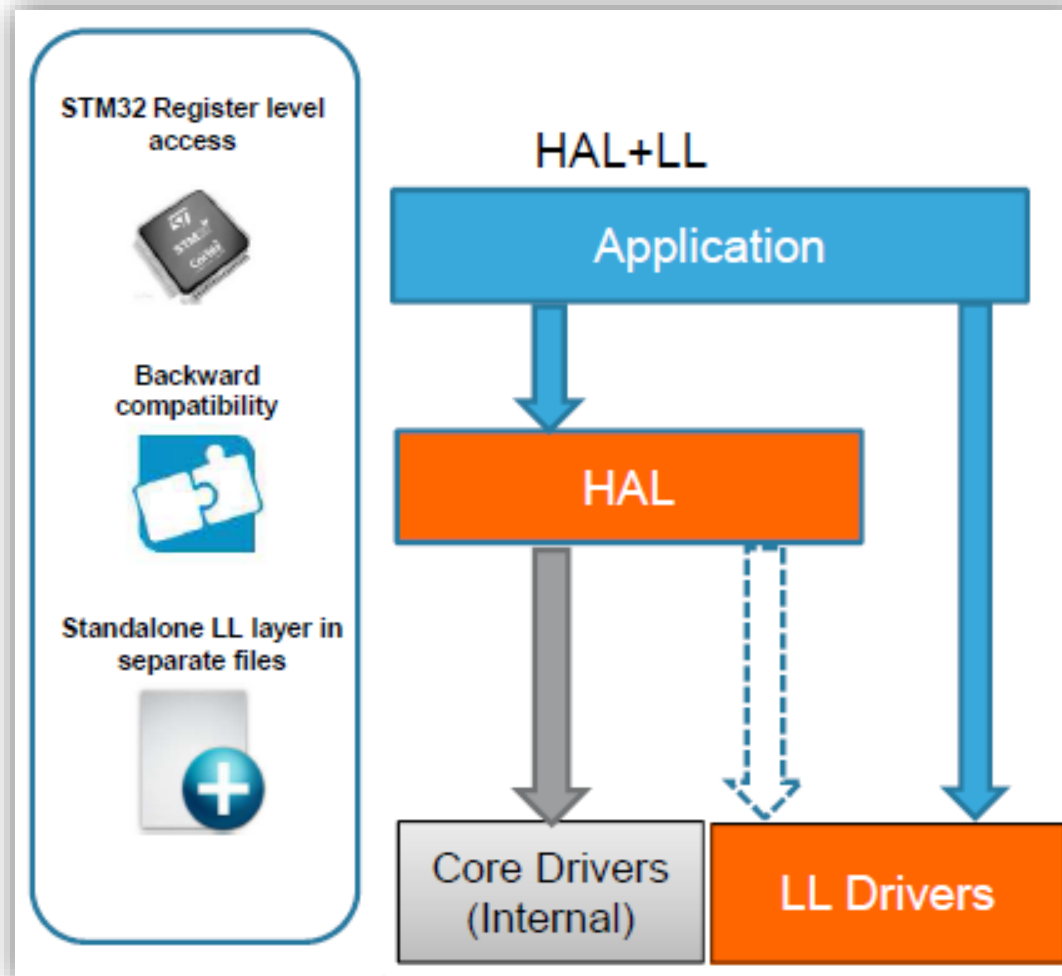 STM32 Register level
access
STM32
Backward
compatibility
Standalone LL layer in
separate files
HAL+LL
Application
HAL
Core Drivers
(Internal)
LL Drivers